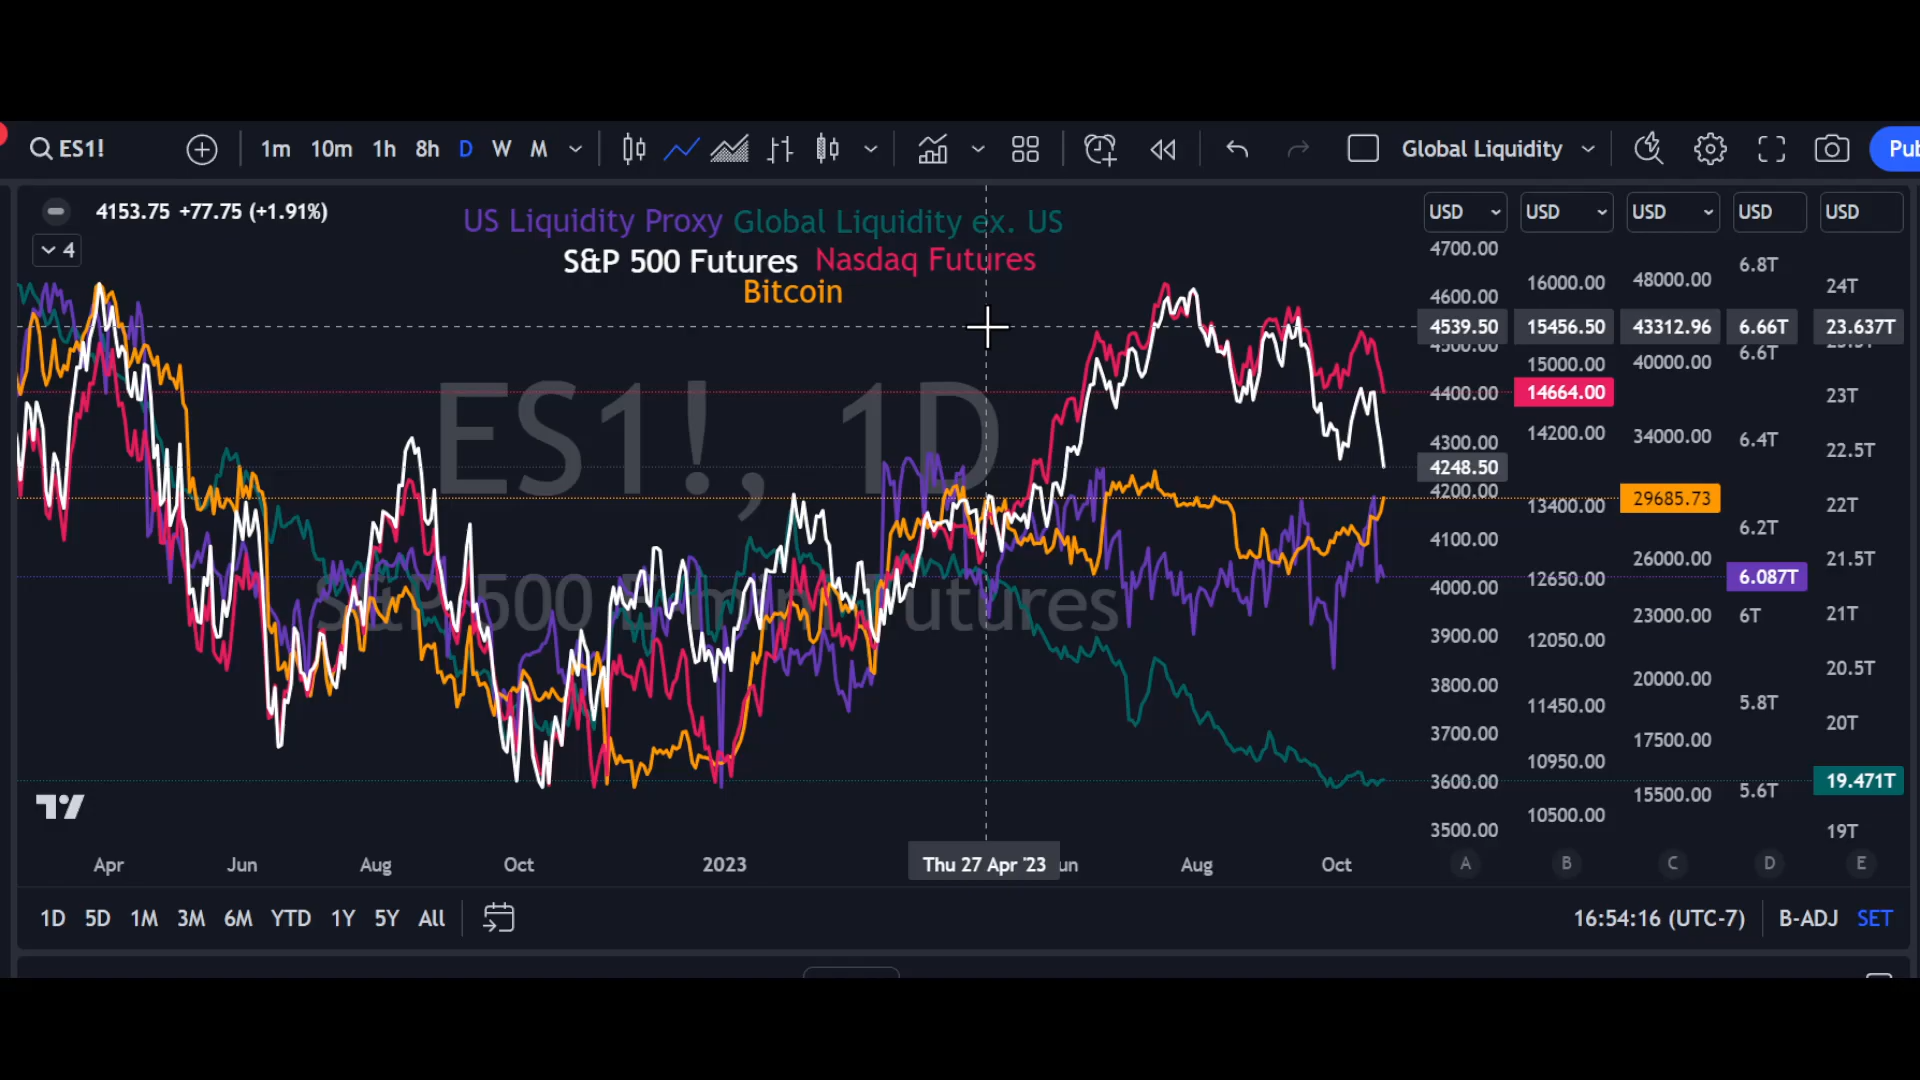 ES1! 1m 10m 1h 8h D W M Global Liquidity Pub
4153.75 +77.75 (+1.91%)
4
US Liquidity Proxy Global Liquidity ex. US
S&P 500 Futures Nasdaq Futures
Bitcoin
ES1!, 1D
USD USD USD USD USD
4700.00
4600.00
4539.50
4500.00
4400.00
4300.00
4248.50
4200.00
4100.00
4000.00
3900.00
3800.00
3700.00
3600.00
3500.00
16000.00
15456.50
15000.00
14664.00
14200.00
13400.00
12650.00
12050.00
11450.00
10950.00
10500.00
48000.00
43312.96
40000.00
34000.00
29685.73
26000.00
23000.00
20000.00
17500.00
15500.00
6.8T
6.66T
6.6T
6.4T
6.2T
6.087T
6T
5.8T
5.6T
24T
23.637T
23T
22.5T
22T
21.5T
21T
20.5T
20T
19.471T
19T
Apr Jun Aug Oct 2023 Thu 27 Apr '23 un Aug Oct A B C D E
1D 5D 1M 3M 6M YTD 1Y 5Y All 16:54:16 (UTC-7) B-ADJ SET